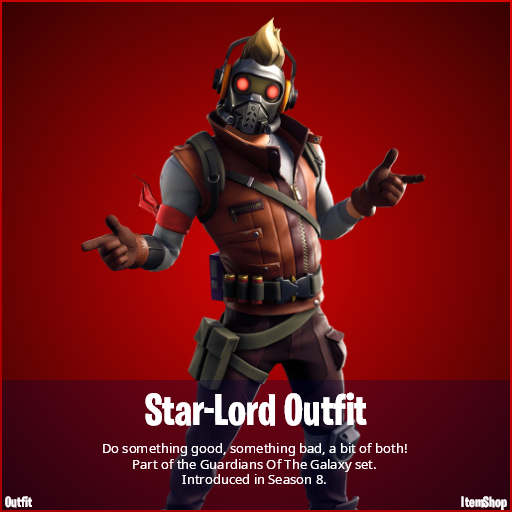 Star-Lord Outfit
Do something good, something bad, a bit of both!
Part of the Guardians Of The Galaxy set.
Introduced in Season 8.
Outfit
ItemShop